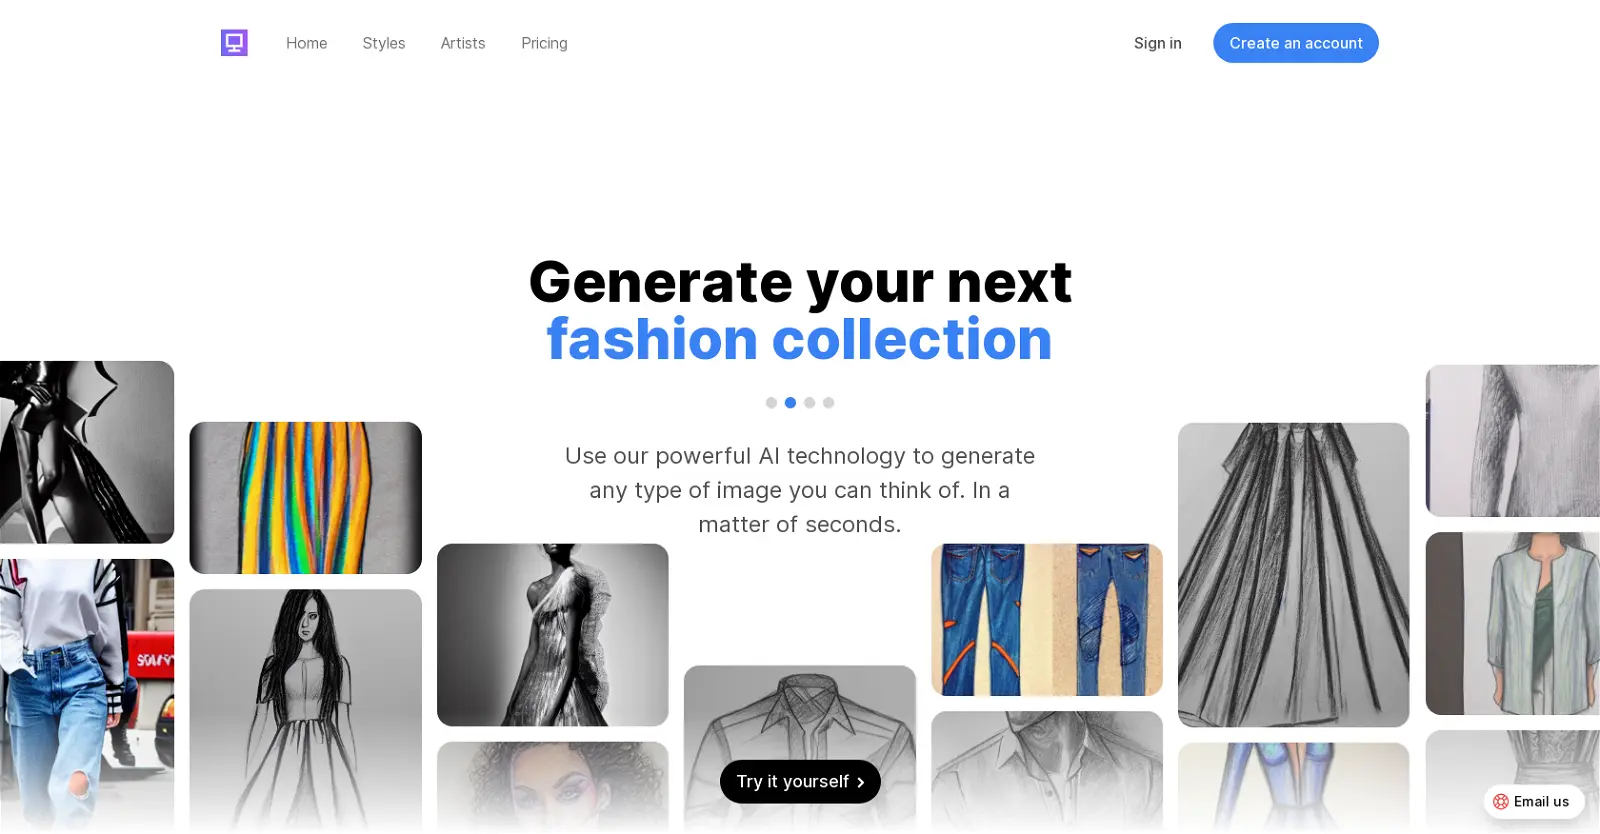 Home
Styles
Artists
Pricing
Sign in
Create an account
Generate your next
fashion collection
Use our powerful AI technology to generate
any type of image you can think of. In a
matter of seconds.
Try it yourself
Email us